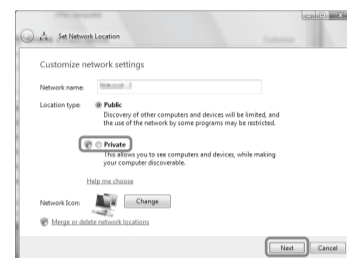 Set Network Location
Customize network settings
Network name:
Location type:
Public
Discovery of other computers and devices will be limited, and
the use of the network by some programs may be restricted.
Private
This allows you to see computers and devices, while making
your computer discoverable.
Help me choose
Network Icon:
Change
Merge or delete network locations
Next
Cancel